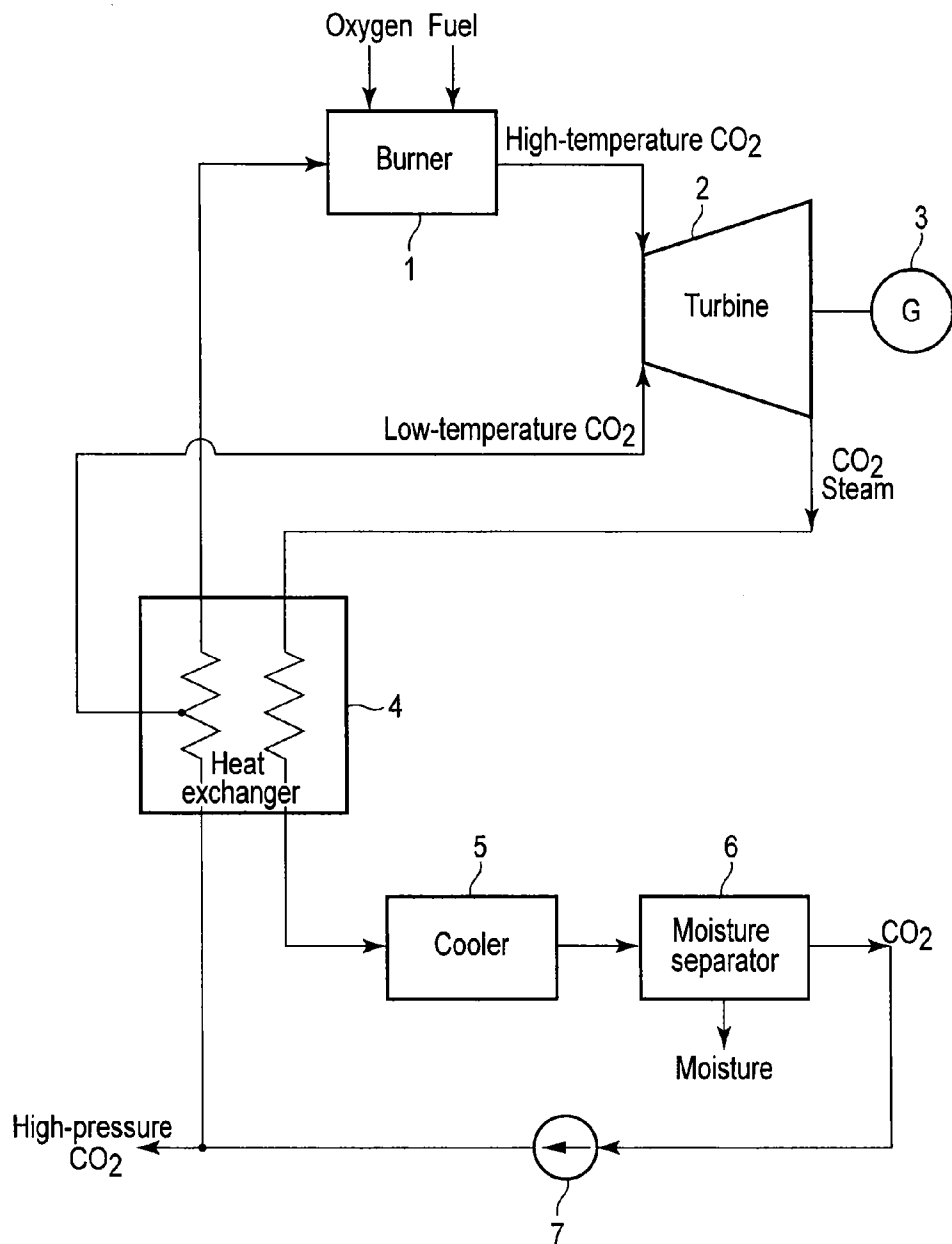 Oxygen Fuel
Burner
1
High-temperature CO2
2
Turbine
3
G
Low-temperature CO2
CO2
Steam
4
Heat
exchanger
5
Cooler
6
Moisture
separator
CO2
Moisture
High-pressure
CO2
7